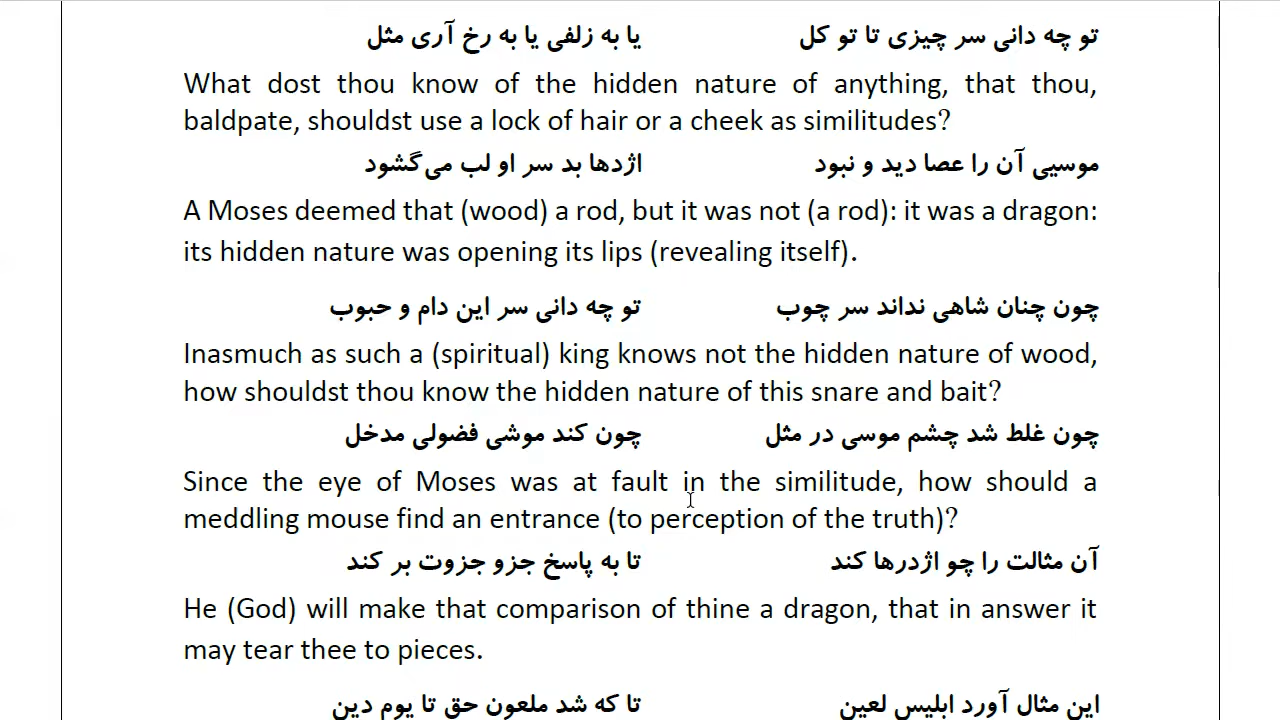 تو چه دانی سر چیزی تا تو کل یا به زلفی یا به رخ آری مثل
What dost thou know of the hidden nature of anything, that thou,
baldpate, shouldst use a lock of hair or a cheek as similitudes?
موسیی آن را عصا دید و نبود اژدها بد سر او لب می‌گشود
A Moses deemed that (wood) a rod, but it was not (a rod): it was a dragon:
its hidden nature was opening its lips (revealing itself).
چون چنان شاهی نداند سر چوب تو چه دانی سر این دام و حبوب
Inasmuch as such a (spiritual) king knows not the hidden nature of wood,
how shouldst thou know the hidden nature of this snare and bait?
چون غلط شد چشم موسی در مثل چون کند موشی فضولی مدخل
Since the eye of Moses was at fault in the similitude, how should a
meddling mouse find an entrance (to perception of the truth)?
آن مثالت را چو اژدرها کند تا به پاسخ جزو جزوت بر کند
He (God) will make that comparison of thine a dragon, that in answer it
may tear thee to pieces.
این مثال آورد ابلیس لعین تا که شد ملعون حق تا یوم دین